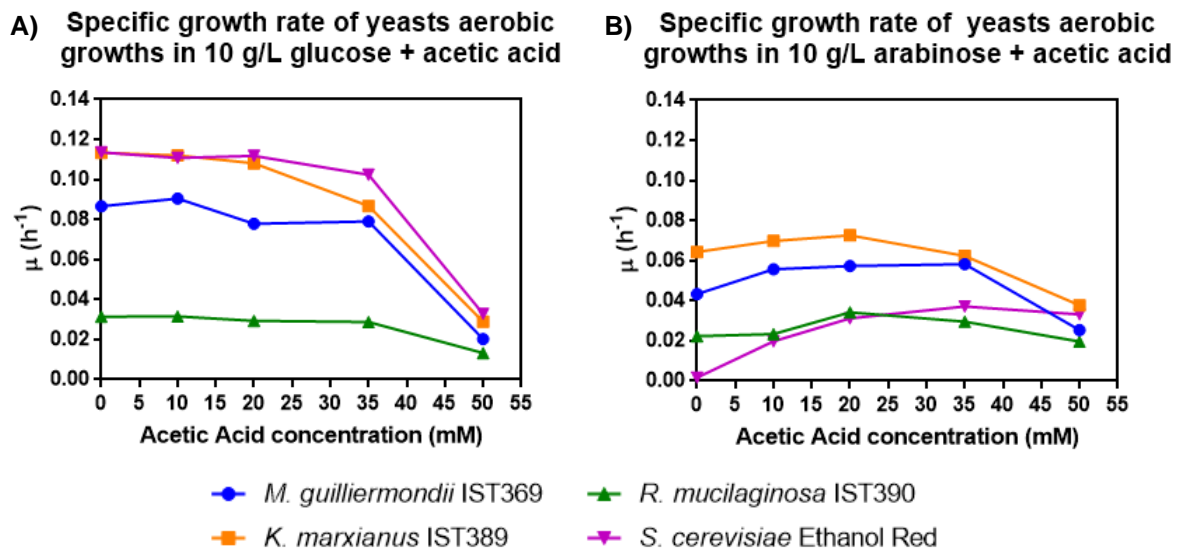 A) Specific growth rate of yeasts aerobic
growths in 10 g/L glucose + acetic acid
0.14
0.12
0.10
0.08
0.06
0.04
0.02
0.00
μ (h-1)
0 5 10 15 20 25 30 35 40 45 50 55
Acetic Acid concentration (mM)
B) Specific growth rate of yeasts aerobic
growths in 10 g/L arabinose + acetic acid
0.14
0.12
0.10
0.08
0.06
0.04
0.02
0.00
μ (h-1)
0 5 10 15 20 25 30 35 40 45 50 55
Acetic Acid concentration (mM)
M. guilliermondii IST369
R. mucilaginosa IST390
K. marxianus IST389
S. cerevisiae Ethanol Red